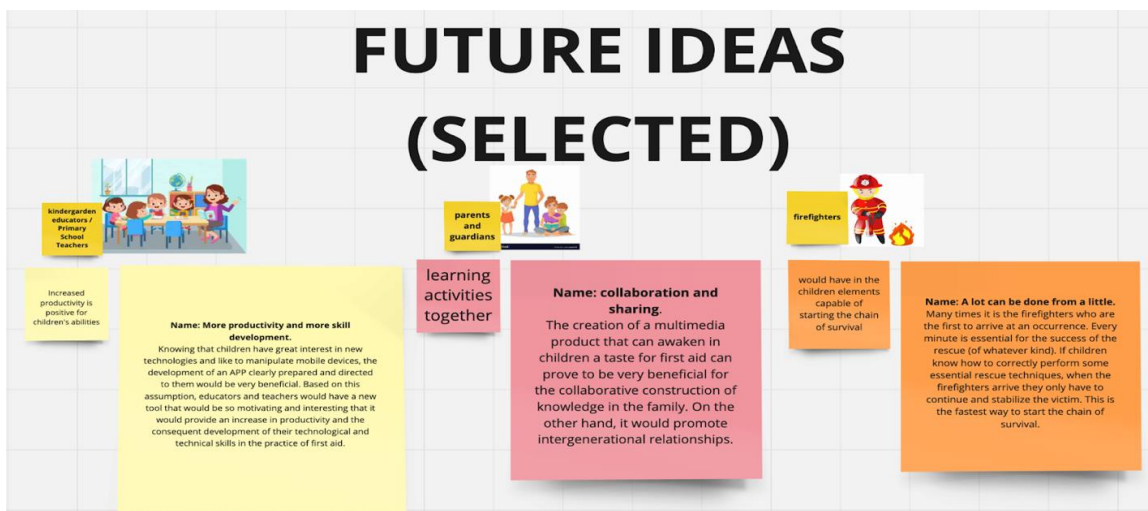 FUTURE IDEAS
(SELECTED)
kindergarden
educators /
Primary
School
Teachers
Increased
productivity is
positive for
children's abilities
Name: More productivity and more skill
development.
Knowing that children have great interest in new
technologies and like to manipulate mobile devices, the
development of an APP clearly prepared and directed
to them would be very beneficial. Based on this
assumption, educators and teachers would have a new
tool that would be so motivating and interesting that it
would provide an increase in productivity and the
consequent development of their technological and
technical skills in the practice of first aid.
parents
and
guardians
learning
activities
together
Name: collaboration and
sharing.
The creation of a multimedia
product that can awaken in
children a taste for first aid can
prove to be very beneficial for
the collaborative construction of
knowledge in the family. On the
other hand, it would promote
intergenerational relationships.
firefighters
would have in the
children elements
capable of
starting the chain
of survival
Name: A lot can be done from a little.
Many times it is the firefighters who are
the first to arrive at an occurrence. Every
minute is essential for the success of the
rescue (of whatever kind). If children
know how to correctly perform some
essential rescue techniques, when the
firefighters arrive they only have to
continue and stabilize the victim. This is
the fastest way to start the chain of
survival.